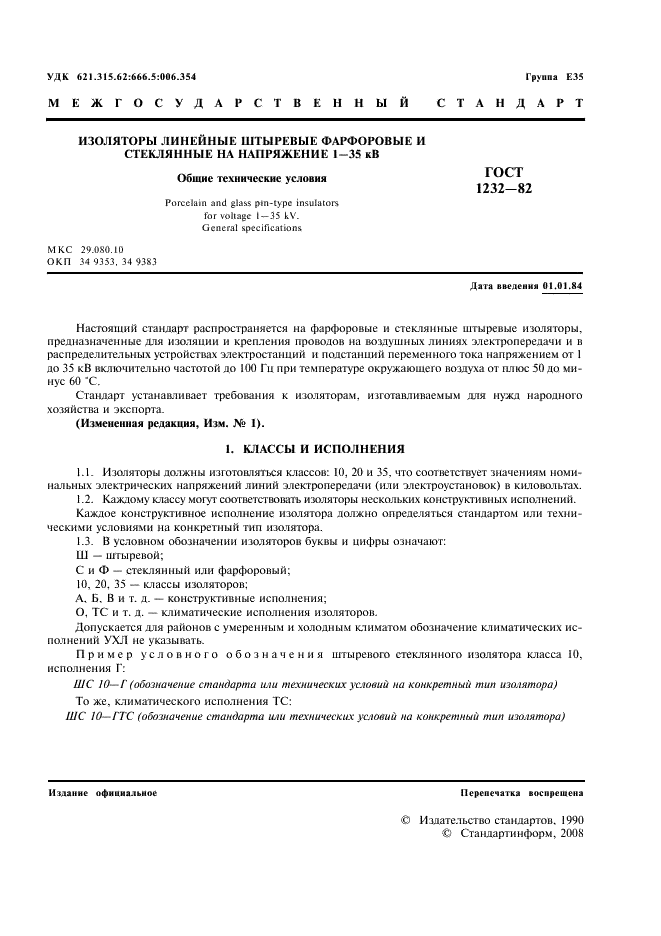 УДК 621.315.62:666.5:006.354
Группа Е35
МЕЖГОСУДАРСТВЕННЫЙ СТАНДАРТ
ИЗОЛЯТОРЫ ЛИНЕЙНЫЕ ШТЫРЕВЫЕ ФАРФОРОВЫЕ И
СТЕКЛЯННЫЕ НА НАПРЯЖЕНИЕ 1—35 кВ
Общие технические условия
Porcelain and glass pin-type insulators
for voltage 1—35 kV.
General specifications
ГОСТ
1232—82
МКС 29.080.10
ОКП 34 9353, 34 9383
Дата введения 01.01.84
Настоящий стандарт распространяется на фарфоровые и стеклянные штыревые изоляторы,
предназначенные для изоляции и крепления проводов на воздушных линиях электропередачи и в
распределительных устройствах электростанций и подстанций переменного тока напряжением от 1
до 35 кВ включительно частотой до 100 Гц при температуре окружающего воздуха от плюс 50 до ми-
нус 60 °С.
Стандарт устанавливает требования к изоляторам, изготавливаемым для нужд народного
хозяйства и экспорта.
(Измененная редакция, Изм. № 1).
1. КЛАССЫ И ИСПОЛНЕНИЯ
1.1. Изоляторы должны изготовляться классов: 10, 20 и 35, что соответствует значениям номи-
нальных электрических напряжений линий электропередачи (или электроустановок) в киловольтах.
1.2. Каждому классу могут соответствовать изоляторы нескольких конструктивных исполнений.
Каждое конструктивное исполнение изолятора должно определяться стандартом или техни-
ческими условиями на конкретный тип изолятора.
1.3. В условном обозначении изоляторов буквы и цифры означают:
Ш — штыревой;
С и Ф — стеклянный или фарфоровый;
10, 20, 35 — классы изоляторов;
А, Б, В и т. д. — конструктивные исполнения;
О, ТС и т. д. — климатические исполнения изоляторов.
Допускается для районов с умеренным и холодным климатом обозначение климатических ис-
полнений УХЛ не указывать.
Пример условного обозначения штыревого стеклянного изолятора класса 10,
исполнения Г:
ШС 10—Г (обозначение стандарта или технических условий на конкретный тип изолятора)
То же, климатического исполнения ТС:
ШС 10—ГТС (обозначение стандарта или технических условий на конкретный тип изолятора)
Издание официальное
Перепечатка воспрещена
© Издательство стандартов, 1990
© Стандартинформ, 2008